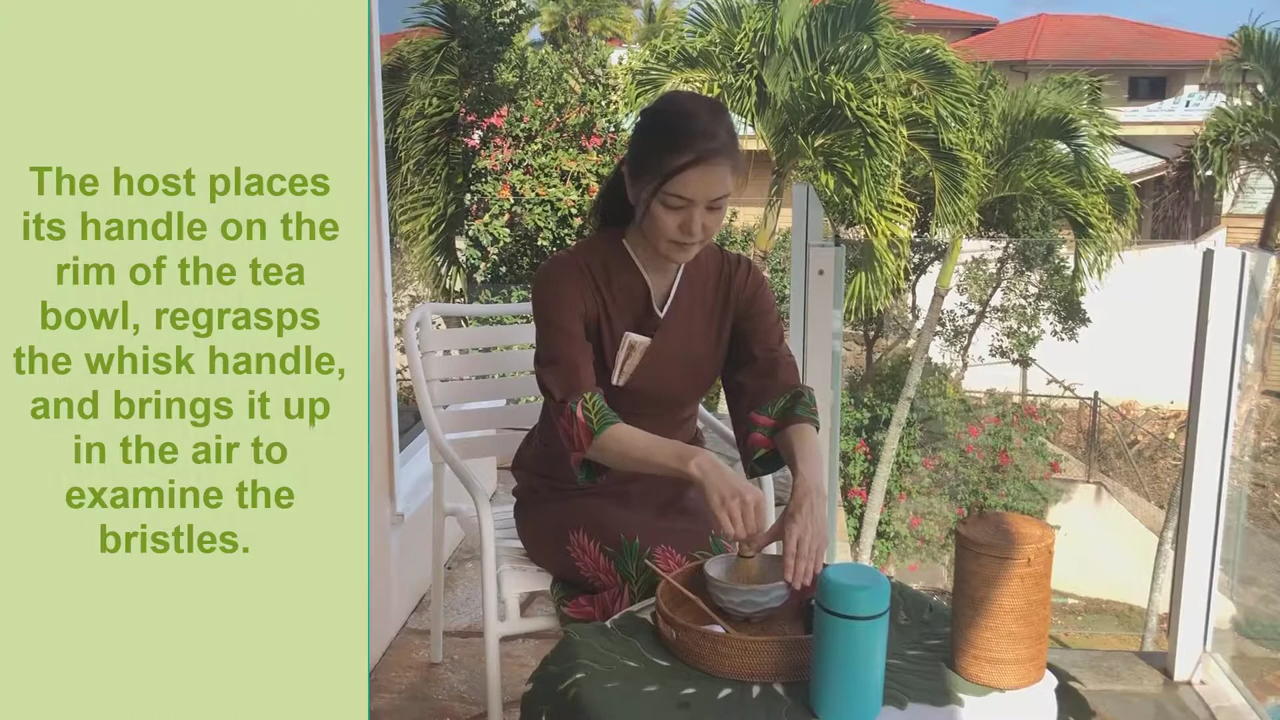 The host places
its handle on the
rim of the tea
bowl, regrasps
the whisk handle,
and brings it up
in the air to
examine the
bristles.